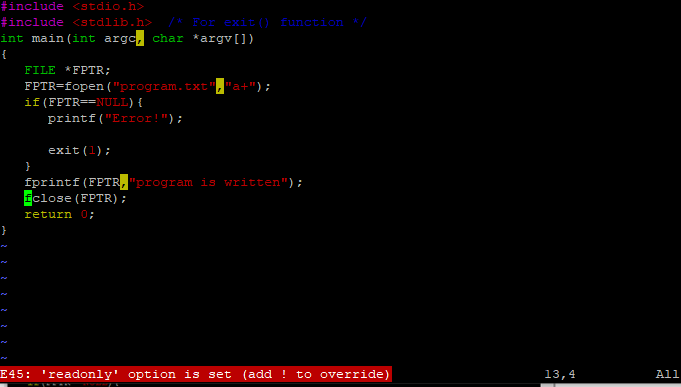 #include <stdio.h>
#include <stdlib.h>  /* For exit() function */
int main(int argc, char *argv[])
{
   FILE *FPTR;
   FPTR=fopen("program.txt","a+");
   if(FPTR==NULL){
      printf("Error!");

      exit(1);
   }
   fprintf(FPTR,"program is written");
   fclose(FPTR);
   return 0;
}
~
~
~
~
~
~
~
~
E45: 'readonly' option is set (add ! to override)                   13,4          All